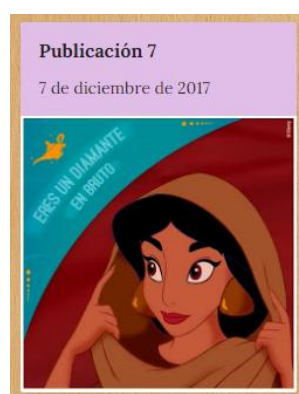 Publicación 7
7 de diciembre de 2017
ERES UN DIAMANTE
EN BRUTO